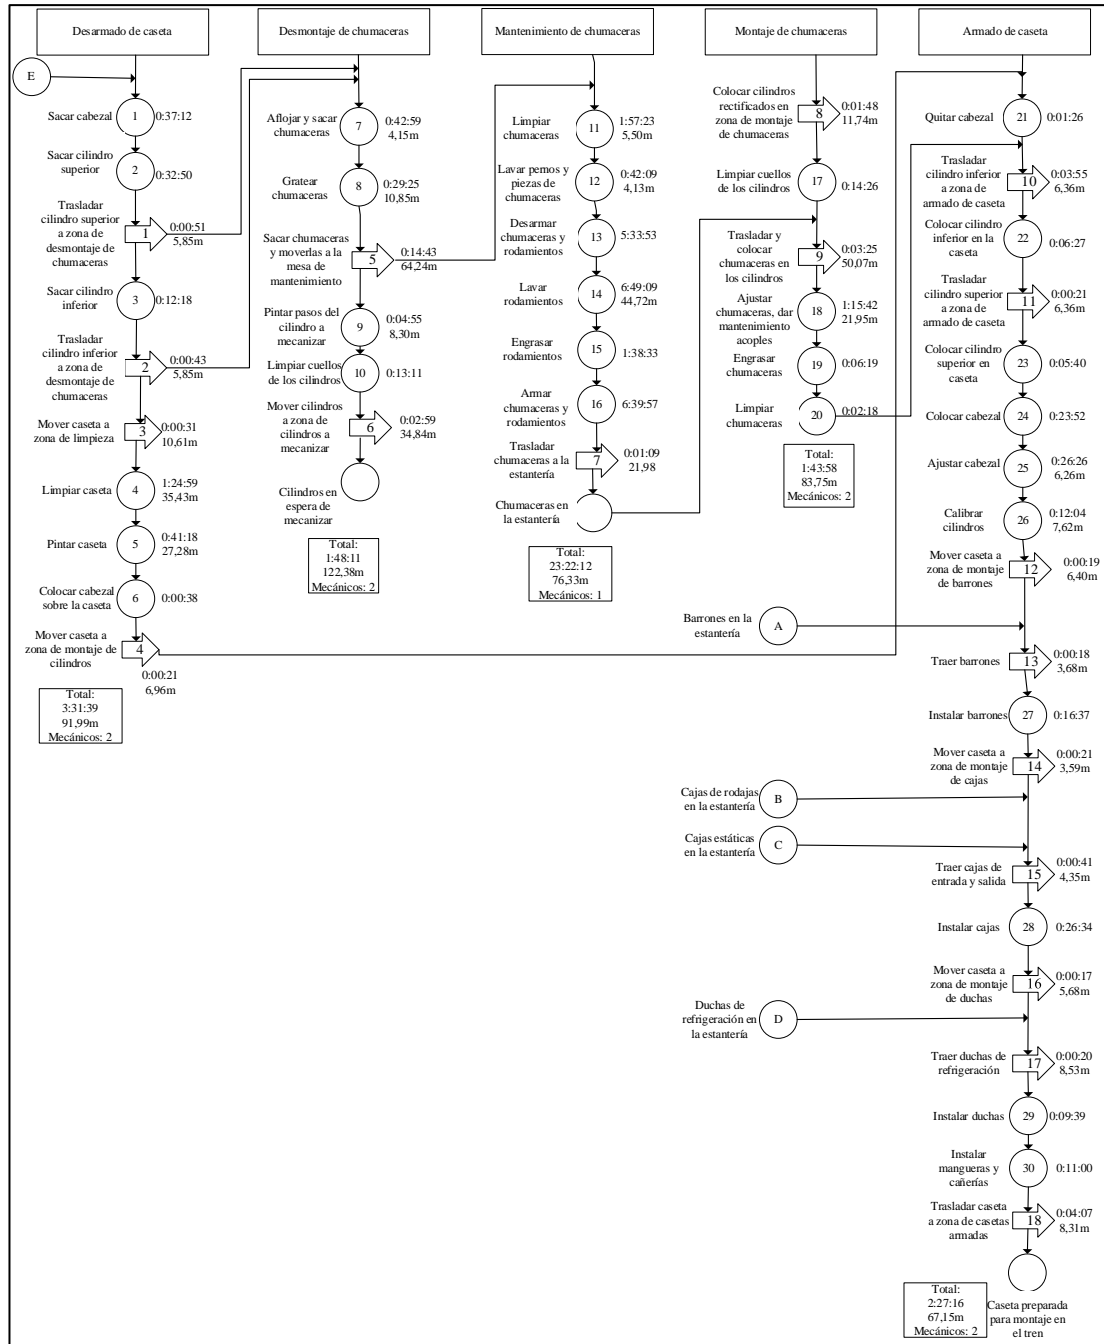 Desarmado de caseta
E
Sacar cabezal
1
0:37:12
Sacar cilindro
superior
2
0:32:50
Trasladar
cilindro superior
a zona de
desmontaje de
chumaceras
1
0:00:51
5,85m
Sacar cilindro
inferior
3
0:12:18
Trasladar
cilindro inferior
a zona de
desmontaje de
chumaceras
2
0:00:43
5,85m
Mover caseta a
zona de limpieza
3
0:00:31
10,61m
Limpiar caseta
4
1:24:59
35,43m
Pintar caseta
5
0:41:18
27,28m
Colocar cabezal
sobre la caseta
6
0:00:38
Mover caseta a
zona de montaje de
cilindros
4
0:00:21
6,96m
Total:
3:31:39
91,99m
Mecánicos: 2
Desmontaje de chumaceras
Aflojar y sacar
chumaceras
7
0:42:59
4,15m
Gratear
chumaceras
8
0:29:25
10,85m
Sacar chumaceras
y moverlas a la
mesa de
mantenimiento
5
0:14:43
64,24m
Pintar pasos del
cilindro a
mecanizar
9
0:04:55
8,30m
Limpiar cuellos
de los cilindros
10
0:13:11
Mover cilindros
a zona de
cilindros a
mecanizar
6
0:02:59
34,84m
Cilindros en
espera de
mecanizar
Total:
1:48:11
122,38m
Mecánicos: 2
Mantenimiento de chumaceras
Limpiar
chumaceras
11
1:57:23
5,50m
Lavar pernos y
piezas de
chumaceras
12
0:42:09
4,13m
Desarmar
chumaceras y
rodamientos
13
5:33:53
Lavar
rodamientos
14
6:49:09
44,72m
Engrasar
rodamientos
15
1:38:33
Armar
chumaceras y
rodamientos
16
6:39:57
Trasladar
chumaceras a la
estantería
7
0:01:09
21,98
Chumaceras en
la estantería
Total:
23:22:12
76,33m
Mecánicos: 1
Montaje de chumaceras
Colocar cilindros
rectificados en
zona de montaje
de chumaceras
8
0:01:48
11,74m
Limpiar cuellos
de los cilindros
17
0:14:26
Trasladar y
colocar
chumaceras en
los cilindros
9
0:03:25
50,07m
Ajustar
chumaceras, dar
mantenimiento
acoples
18
1:15:42
21,95m
Engrasar
chumaceras
19
0:06:19
Limpiar
chumaceras
20
0:02:18
Total:
1:43:58
83,75m
Mecánicos: 2
Armado de caseta
Quitar cabezal
21
0:01:26
Trasladar
cilindro inferior
a zona de
armado de caseta
10
0:03:55
6,36m
Colocar cilindro
inferior en la
caseta
22
0:06:27
Trasladar
cilindro superior
a zona de
armado de caseta
11
0:00:21
6,36m
Colocar cilindro
superior en
caseta
23
0:05:40
Colocar cabezal
24
0:23:52
Ajustar cabezal
25
0:26:26
6,26m
Calibrar
cilindros
26
0:12:04
7,62m
Mover caseta a
zona de montaje
de barrones
12
0:00:19
6,40m
Barrones en la
estantería
A
Traer barrones
13
0:00:18
3,68m
Instalar barrones
27
0:16:37
Mover caseta a
zona de montaje
de cajas
14
0:00:21
3,59m
Cajas de rodajas
en la estantería
B
Cajas estáticas
en la estantería
C
Traer cajas de
entrada y salida
15
0:00:41
4,35m
Instalar cajas
28
0:26:34
Mover caseta a
zona de montaje
de duchas
16
0:00:17
5,68m
Duchas de
refrigeración en
la estantería
D
Traer duchas de
refrigeración
17
0:00:20
8,53m
Instalar duchas
29
0:09:39
Instalar
mangueras y
cañerías
30
0:11:00
Trasladar caseta
a zona de casetas
armadas
18
0:04:07
8,31m
Total:
2:27:16
67,15m
Mecánicos: 2
Caseta preparada
para montaje en
el tren